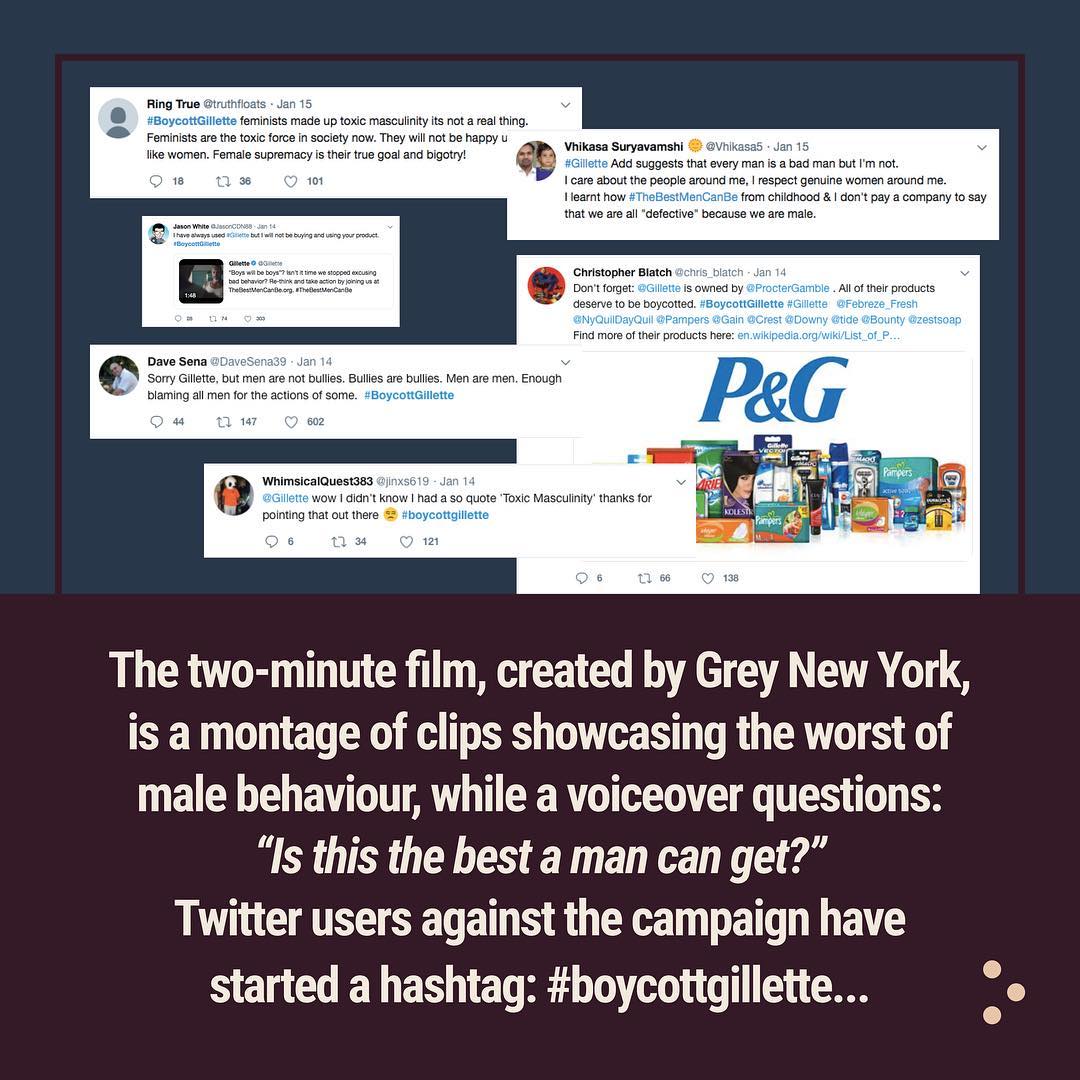 Ring True @truthfloats · Jan 15
#BoycottGillette feminists made up toxic masculinity its not a real thing.
Feminists are the toxic force in society now. They will not be happy u
like women. Female supremacy is their true goal and bigotry!
18 36 101
Vhikasa Suryavamshi 🌞 @Vhikasa5 · Jan 15
#Gillette Add suggests that every man is a bad man but I'm not.
I care about the people around me, I respect genuine women around me.
I learnt how #TheBestMenCanBe from childhood & I don't pay a company to say
that we are all "defective" because we are male.
Jason White @JasonCDN88 · Jan 14
I have always used #Gillette but I will not be buying and using your product.
#BoycottGillette
Gillette @Gillette
"Boys will be boys"? Isn't it time we stopped excusing
bad behavior? Re-think and take action by joining us at
TheBestMenCanBe.org. #TheBestMenCanBe
1:48
28 74 303
Christopher Blatch @chris_blatch · Jan 14
Don't forget: @Gillette is owned by @ProcterGamble . All of their products
deserve to be boycotted. #BoycottGillette #Gillette @Febreze_Fresh
@NyQuilDayQuil @Pampers @Gain @Crest @Downy @tide @Bounty @zestsoap
Find more of their products here: en.wikipedia.org/wiki/List_of_P…
P&G
Pampers
Pampers
KOLEST
6 66 138
Dave Sena @DaveSena39 · Jan 14
Sorry Gillette, but men are not bullies. Bullies are bullies. Men are men. Enough
blaming all men for the actions of some. #BoycottGillette
44 147 602
WhimsicalQuest383 @jinxs619 · Jan 14
@Gillette wow I didn't know I had a so quote 'Toxic Masculinity' thanks for
pointing that out there 😒 #boycottgillette
6 34 121
The two-minute film, created by Grey New York,
is a montage of clips showcasing the worst of
male behaviour, while a voiceover questions:
“Is this the best a man can get?”
Twitter users against the campaign have
started a hashtag: #boycottgillette...